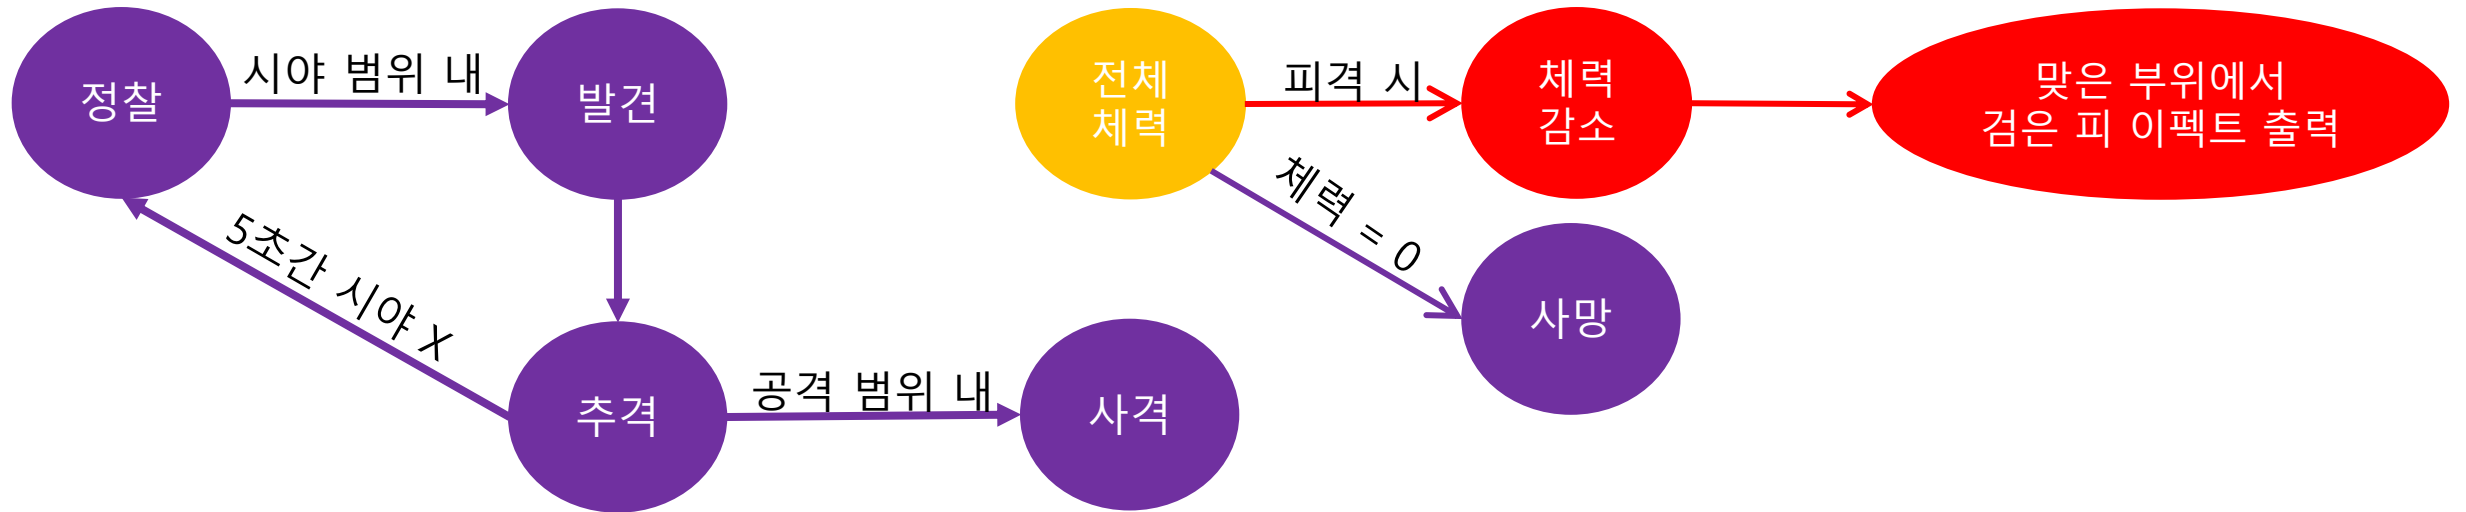 정찰
시야 범위 내
발견
5초간 시야 X
추격
공격 범위 내
사격
전체
체력
피격 시
체력
감소
맞은 부위에서
검은 피 이펙트 출력
체력 = 0
사망